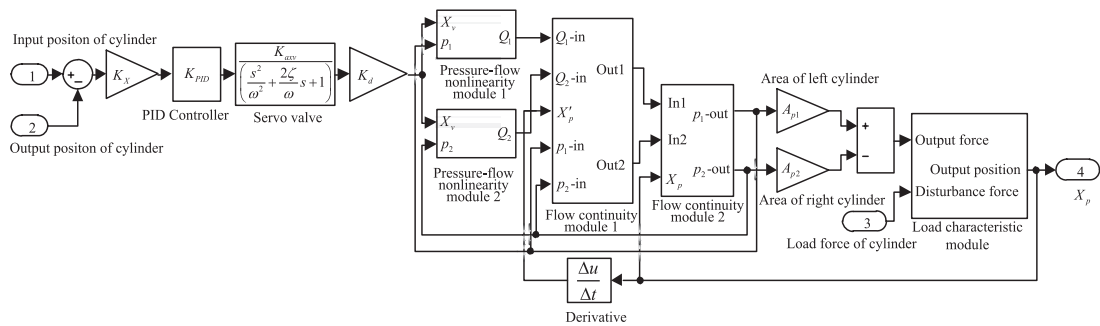 Input positon of cylinder
1
2
Output positon of cylinder
+
−
K_X
K_PID
PID Controller
K_axv
s²/ω² + 2ζ/ω s + 1
Servo valve
K_d
X_v
p_1
Q_1
Pressure-flow
nonlinearity
module 1
X_v
p_2
Q_2
Pressure-flow
nonlinearity
module 2
Q_1-in
Q_2-in
X'_p
p_1-in
p_2-in
Out1
Out2
Flow continuity
module 1
In1
In2
X_p
p_1-out
p_2-out
Flow continuity
module 2
Area of left cylinder
A_p1
A_p2
Area of right cylinder
+
−
3
Load force of cylinder
Output force
Output position
Disturbance force
Load characteristic
module
4
X_p
Δu
Δt
Derivative